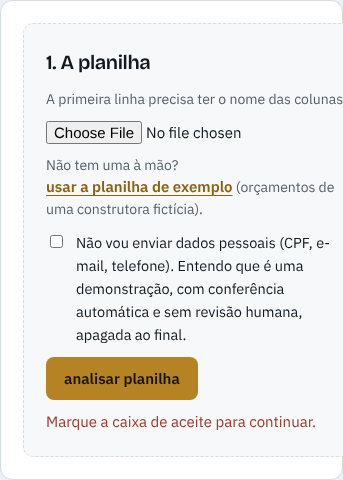 1. A planilha
A primeira linha precisa ter o nome das colunas
Choose File No file chosen
Não tem uma à mão?
usar a planilha de exemplo (orçamentos de
uma construtora fictícia).
Não vou enviar dados pessoais (CPF, e-
mail, telefone). Entendo que é uma
demonstração, com conferência
automática e sem revisão humana,
apagada ao final.
analisar planilha
Marque a caixa de aceite para continuar.